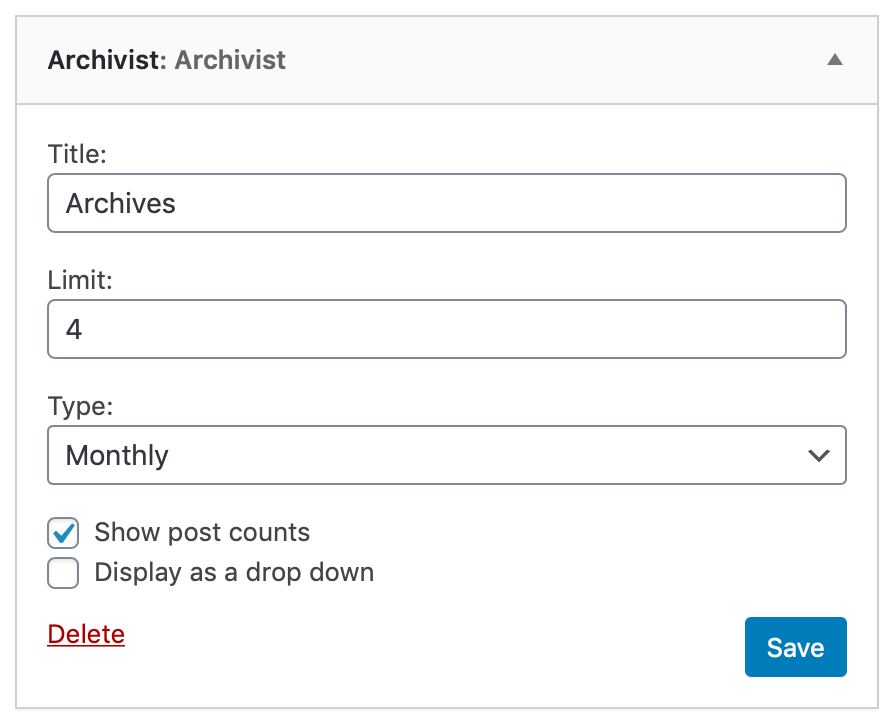 Archivist: Archivist
Title:
Archives
Limit:
4
Type:
Monthly
Show post counts
Display as a drop down
Delete
Save